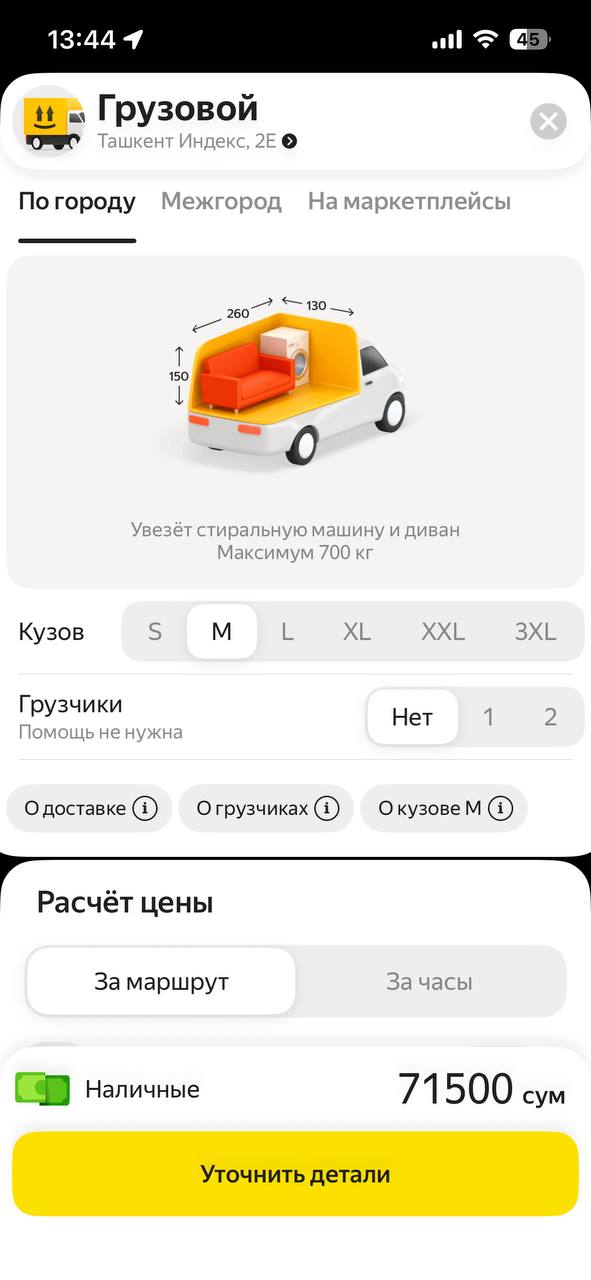 13:44
45
Грузовой
Ташкент Индекс, 2Е
По городу Межгород На маркетплейсы
260 130
150
Увезёт стиральную машину и диван
Максимум 700 кг
Кузов S M L XL XXL 3XL
Грузчики
Помощь не нужна
Нет 1 2
О доставке i О грузчиках i О кузове M i
Расчёт цены
За маршрут За часы
Наличные 71500 сум
Уточнить детали